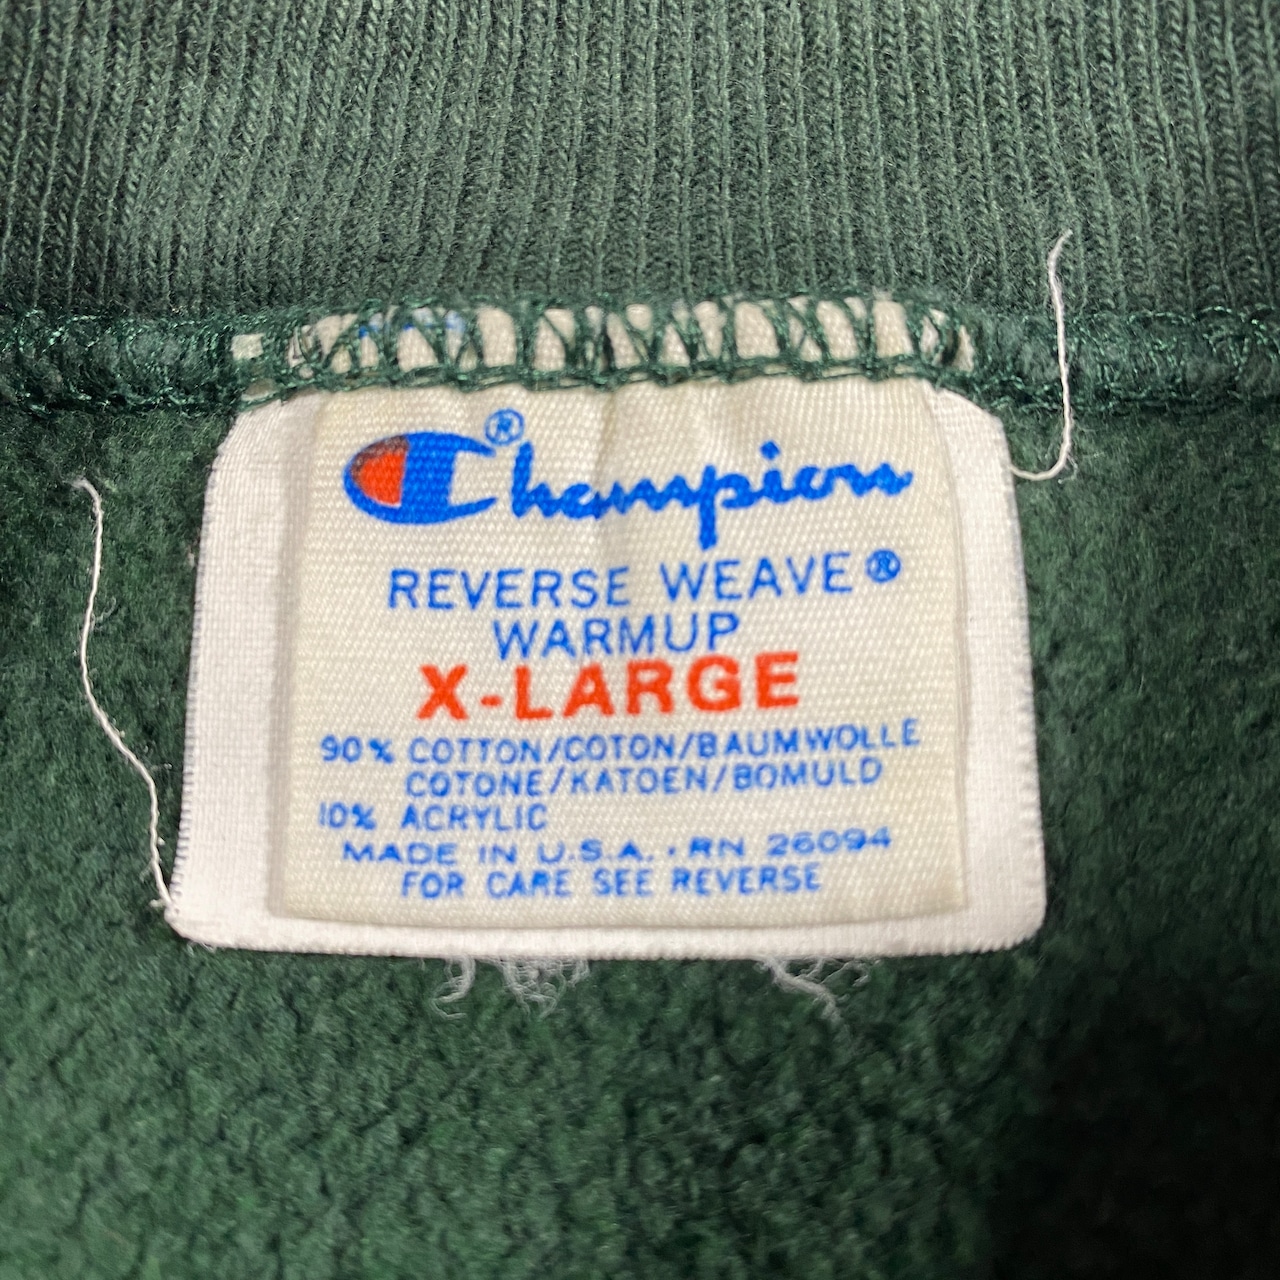 Champion®
REVERSE WEAVE®
WARMUP
X-LARGE
90% COTTON/COTON/BAUMWOLLE
COTONE/KATOEN/BOMULD
10% ACRYLIC
MADE IN U.S.A. · RN 26094
FOR CARE SEE REVERSE